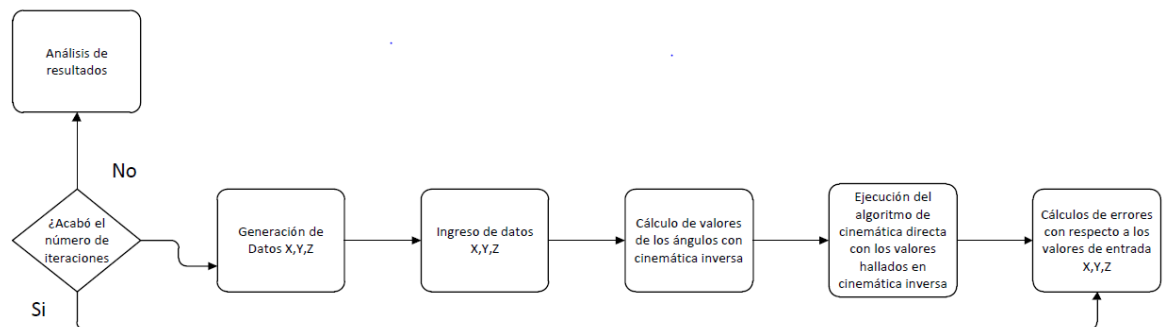 Análisis de
resultados
No
¿Acabó el
número de
iteraciones
Si
Generación de
Datos X,Y,Z
Ingreso de datos
X,Y,Z
Cálculo de valores
de los ángulos con
cinemática inversa
Ejecución del
algoritmo de
cinemática directa
con los valores
hallados en
cinemática inversa
Cálculos de errores
con respecto a los
valores de entrada
X,Y,Z